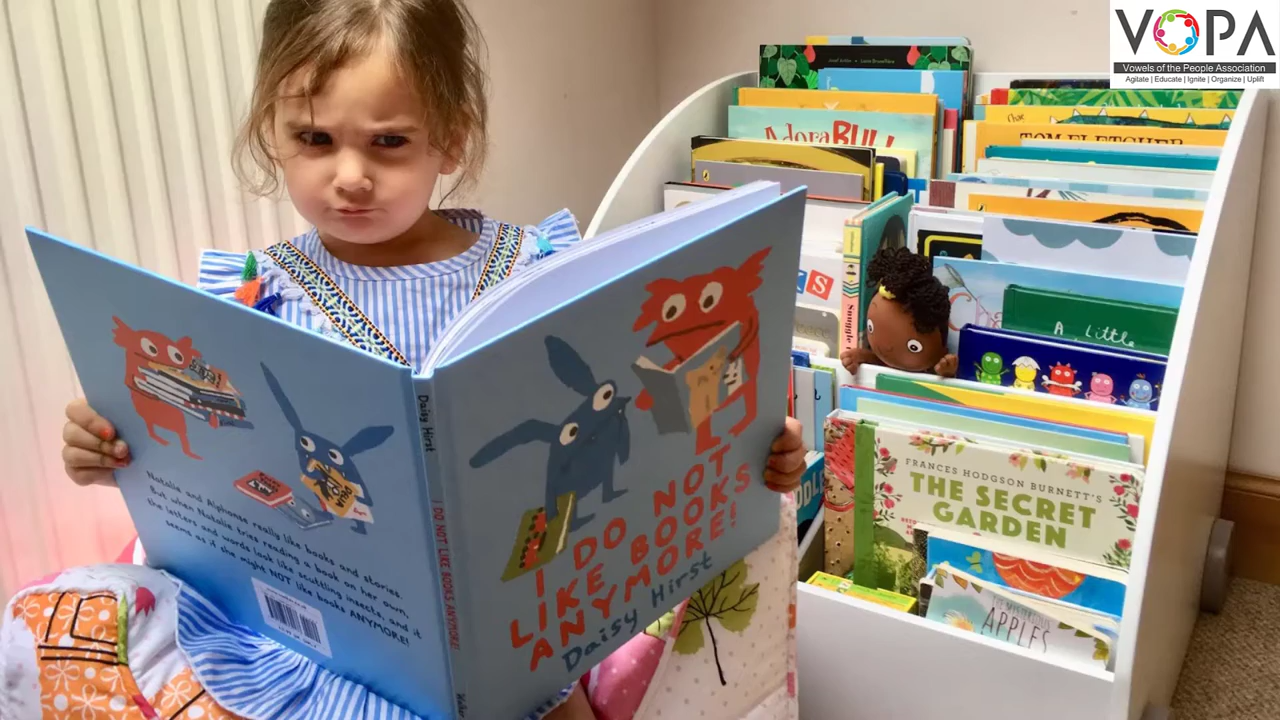 VOPA
Vowels of the People Association
Agitate | Educate | Ignite | Organize | Uplift
AdoraBULL
TOM FLETCHER
A Little
FRANCES HODGSON BURNETT'S
THE SECRET
GARDEN
APPLES
Natalie and Alphonse really like books and stories.
But when Natalie tries reading a book on her own,
the letters and words look like scuttling insects, and it
seems as if she might NOT like books ANYMORE!
Daisy Hirst
I DO NOT LIKE BOOKS ANYMORE!
I DO NOT
LIKE BOOKS
ANYMORE!
Daisy Hirst